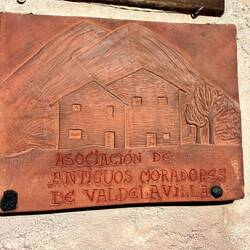 ASOCIACIÓN DE
ANTIGUOS MORADORES
DE VALDELAVILLA